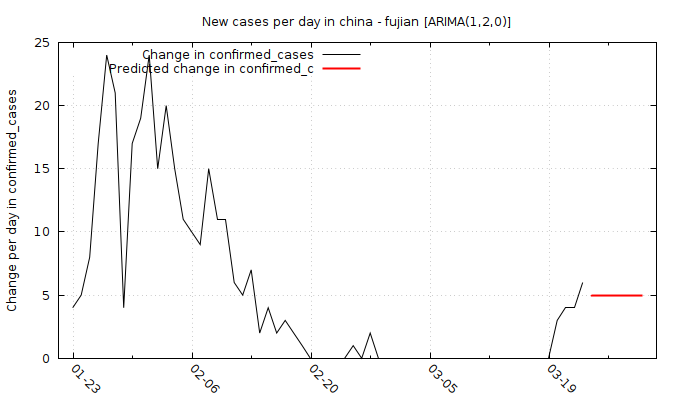 New cases per day in china - fujian [ARIMA(1,2,0)]
Change in confirmed_cases
Predicted change in confirmed_c
Change per day in confirmed_cases
25
20
15
10
5
0
01-23
02-06
02-20
03-05
03-19